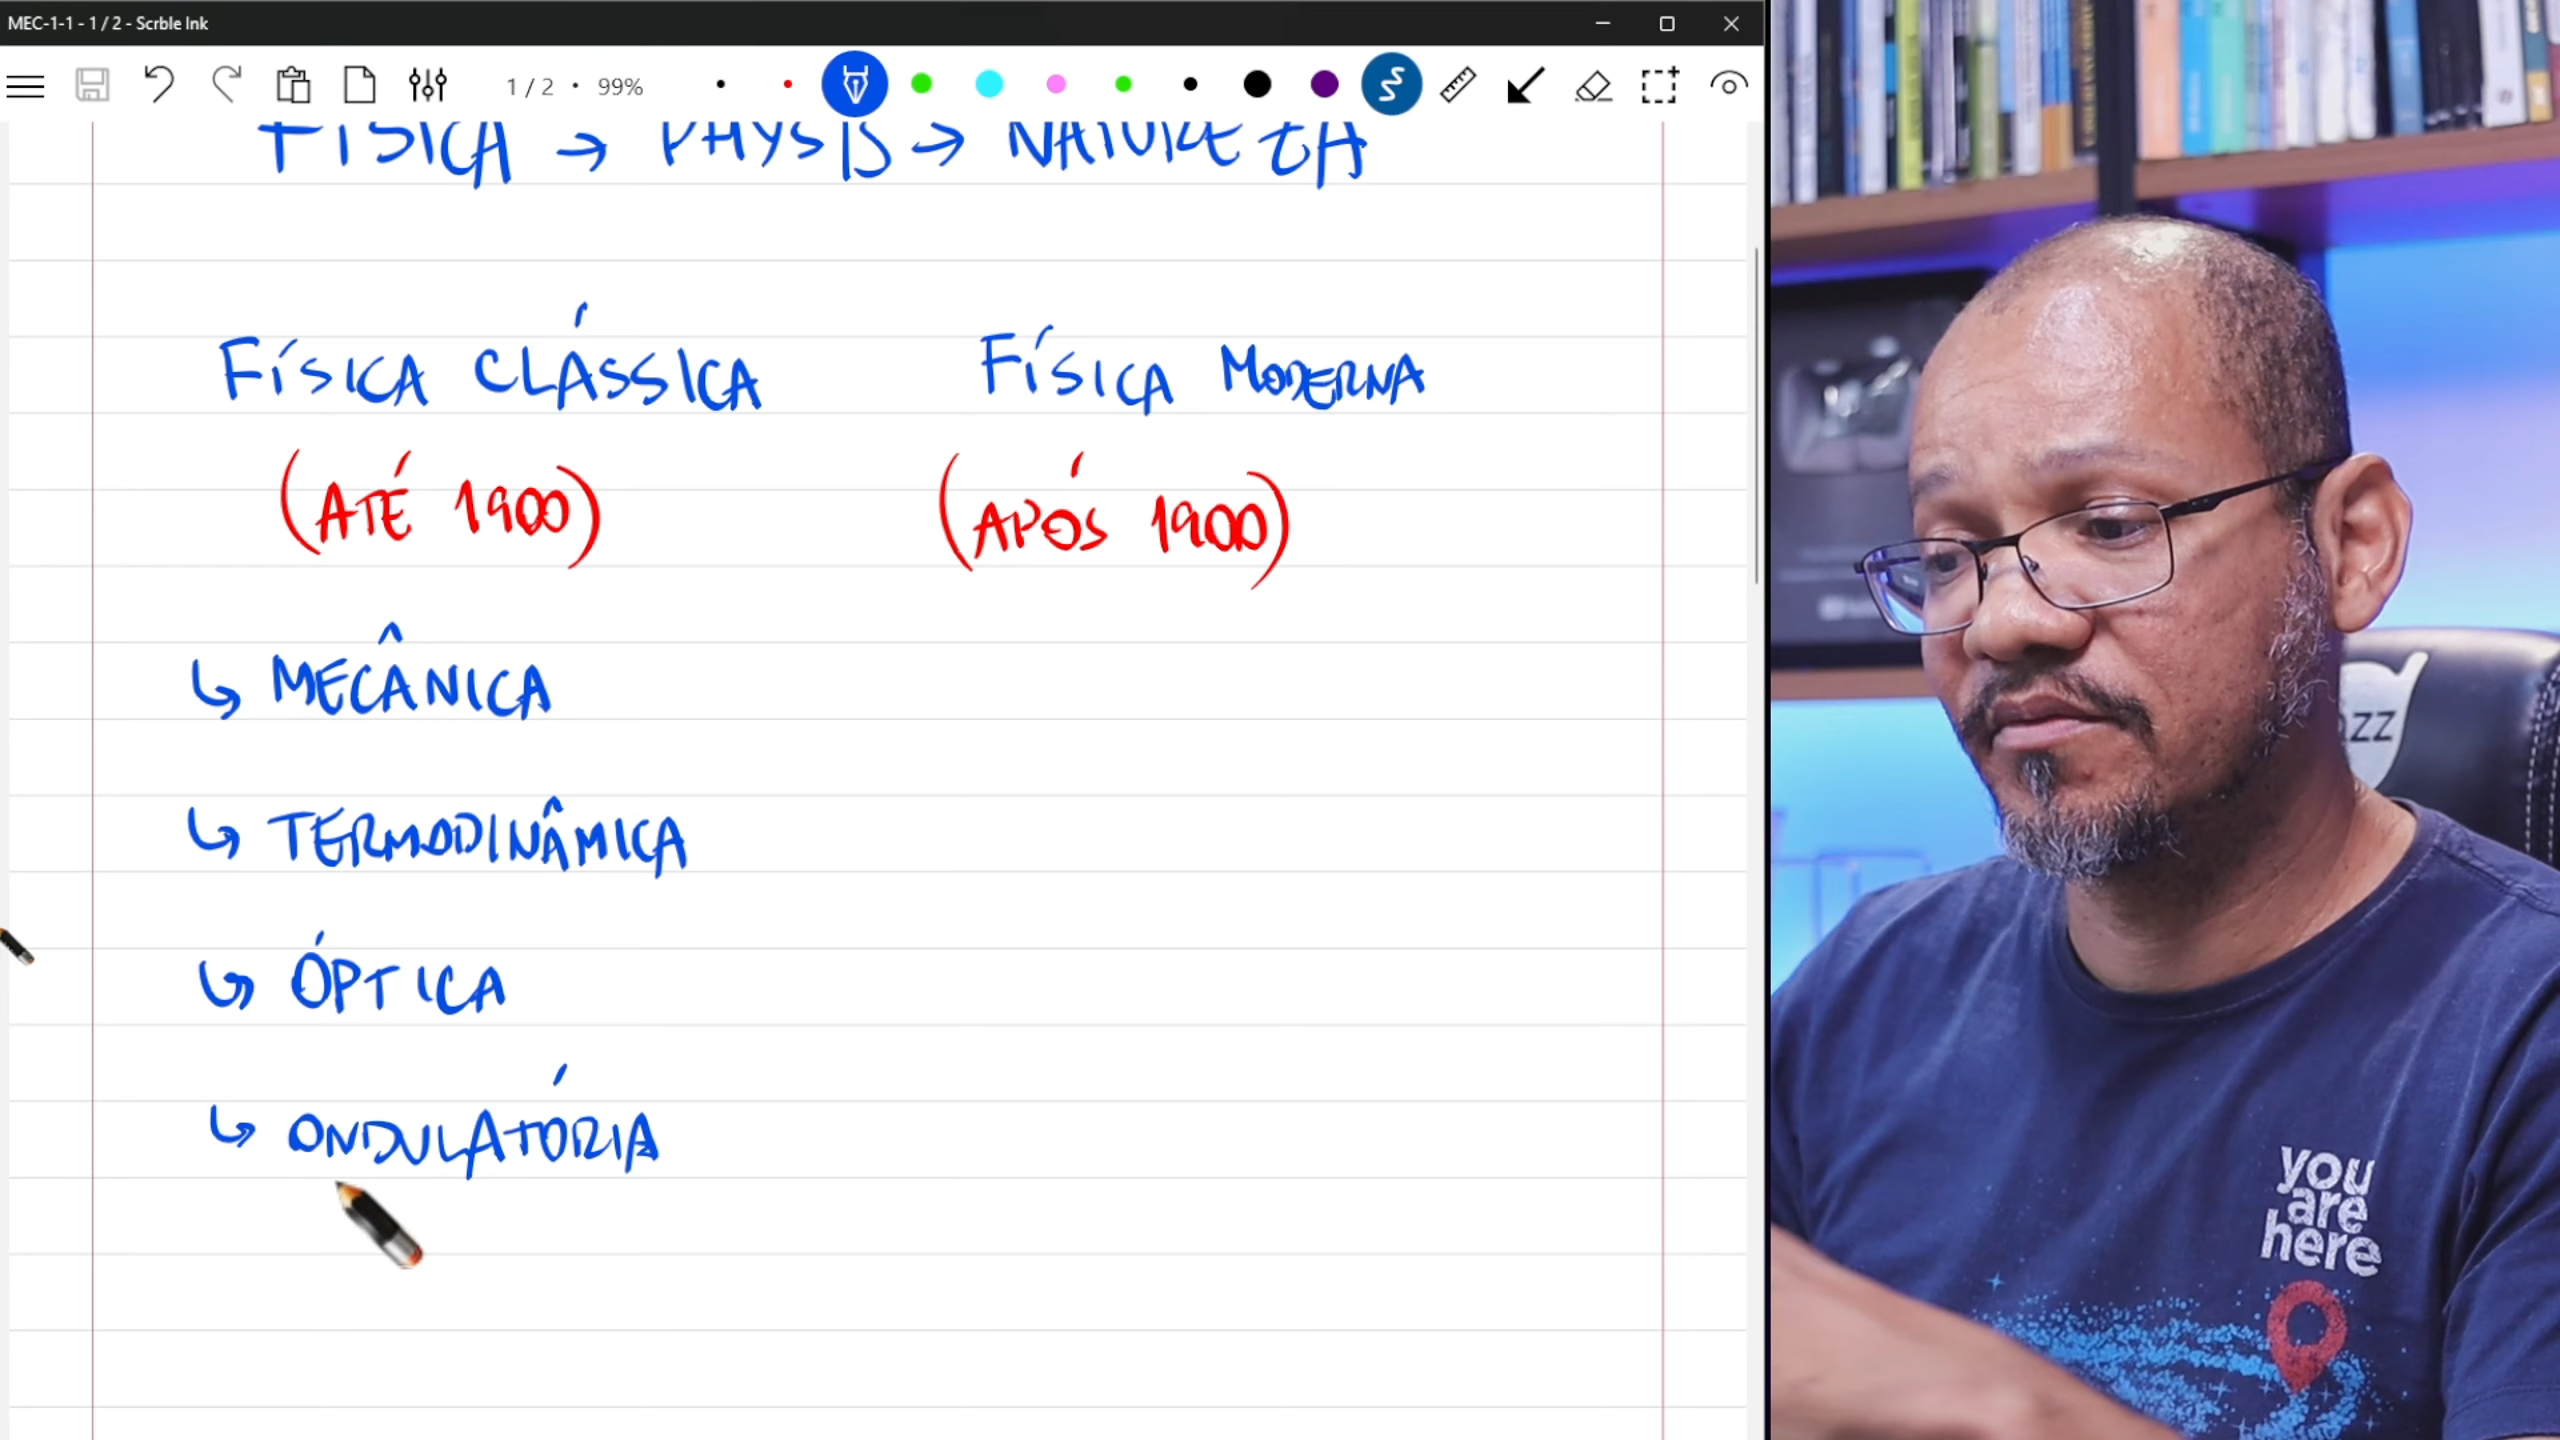 MEC-1-1 - 1 / 2 - Scrble Ink
1 / 2 • 99%
FÍSICA → PHYSIS → NATUREZA
FÍSICA CLÁSSICA FÍSICA MODERNA
(ATÉ 1900) (APÓS 1900)
↳ MECÂNICA
↳ TERMODINÂMICA
↳ ÓPTICA
↳ ONDULATÓRIA
you
are
here
zz